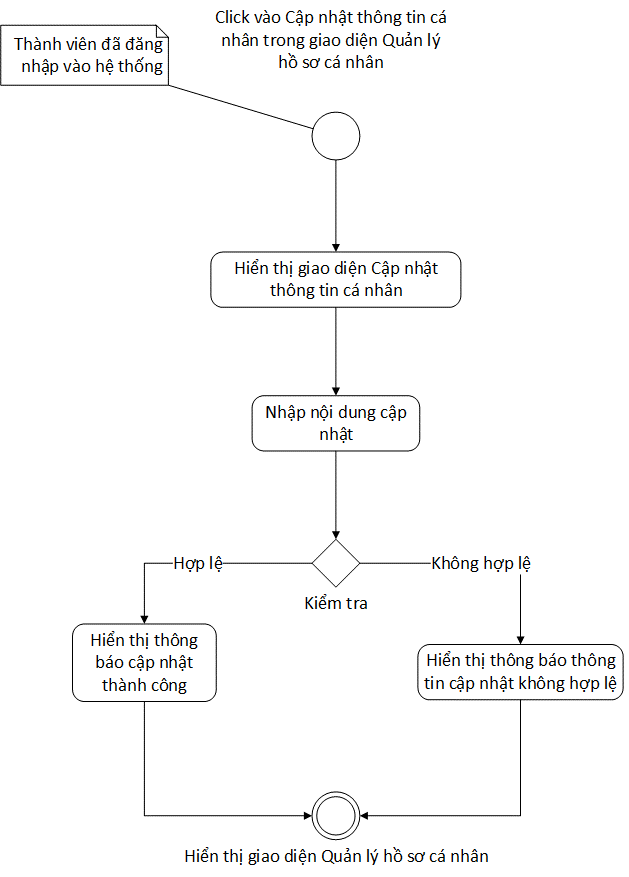 Click vào Cập nhật thông tin cá
nhân trong giao diện Quản lý
hồ sơ cá nhân
Thành viên đã đăng
nhập vào hệ thống
Hiển thị giao diện Cập nhật
thông tin cá nhân
Nhập nội dung cập
nhật
Hợp lệ
Không hợp lệ
Kiểm tra
Hiển thị thông
báo cập nhật
thành công
Hiển thị thông báo thông
tin cập nhật không hợp lệ
Hiển thị giao diện Quản lý hồ sơ cá nhân